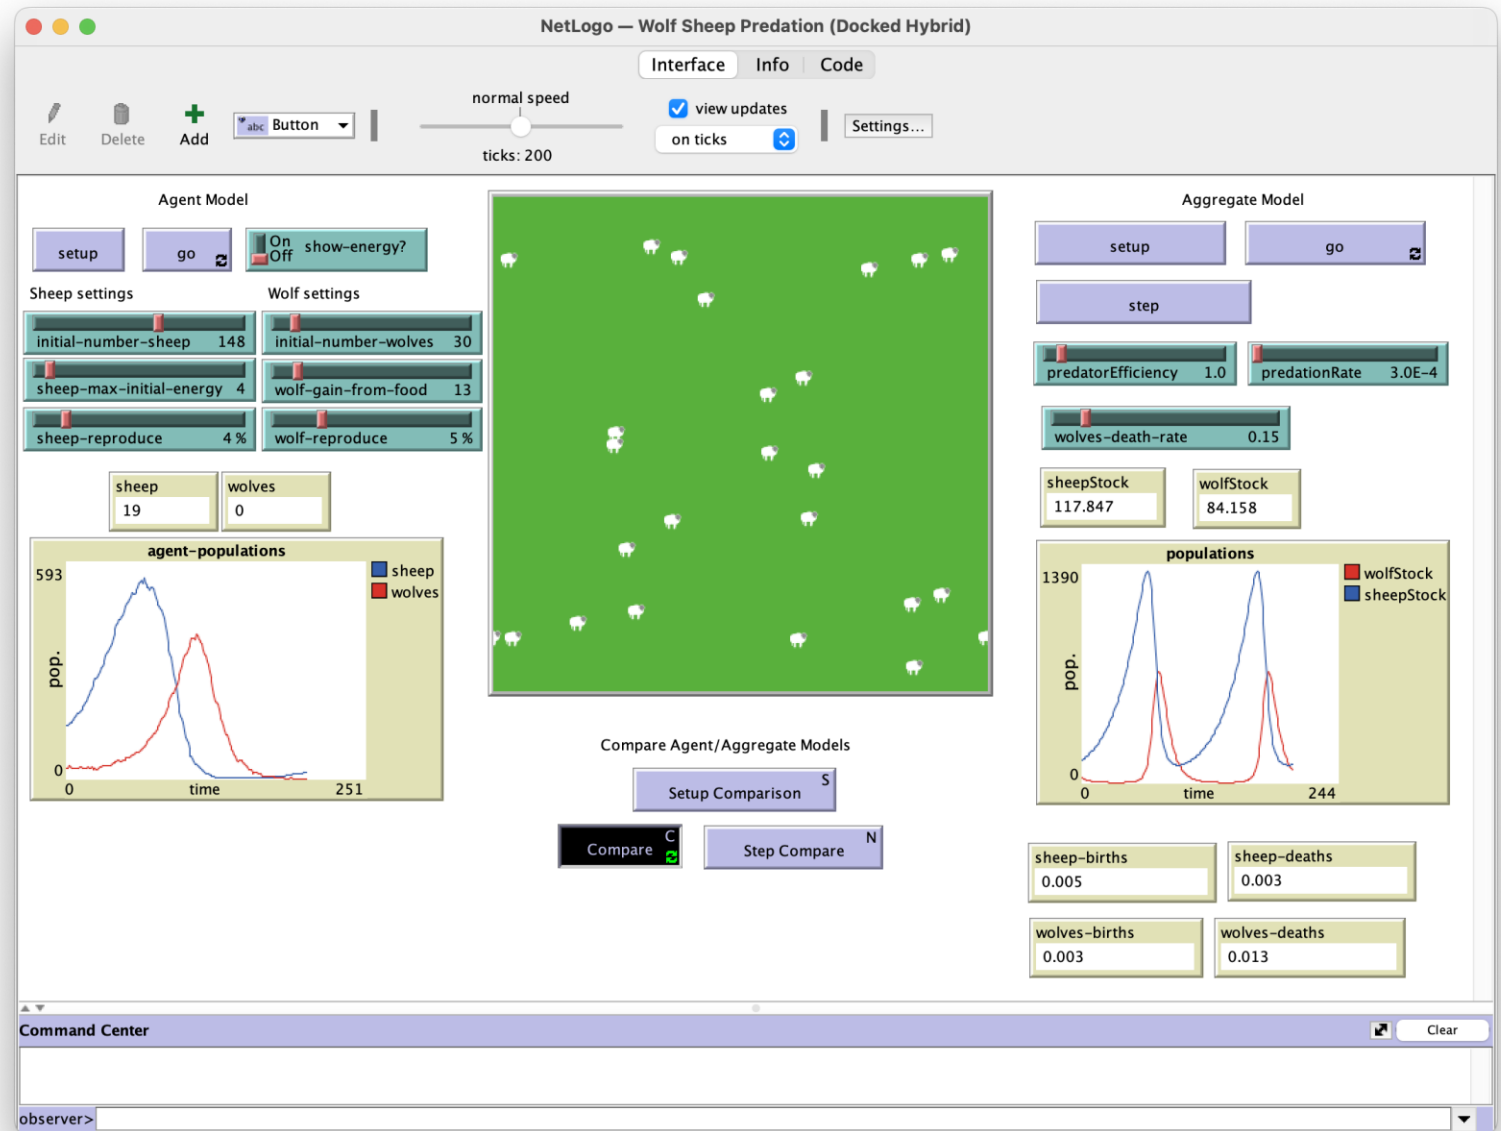 NetLogo — Wolf Sheep Predation (Docked Hybrid)
Interface Info Code
Edit
Delete
Add
abc Button
normal speed
ticks: 200
view updates
on ticks
Settings...
Agent Model
setup
go
On
Off
show-energy?
Sheep settings
Wolf settings
initial-number-sheep 148
initial-number-wolves 30
sheep-max-initial-energy 4
wolf-gain-from-food 13
sheep-reproduce 4 %
wolf-reproduce 5 %
sheep
19
wolves
0
agent-populations
593
pop.
0
0 time 251
sheep
wolves
Compare Agent/Aggregate Models
Setup Comparison S
Compare C
Step Compare N
Aggregate Model
setup
go
step
predatorEfficiency 1.0
predationRate 3.0E-4
wolves-death-rate 0.15
sheepStock
117.847
wolfStock
84.158
populations
1390
pop.
0
0 time 244
wolfStock
sheepStock
sheep-births
0.005
sheep-deaths
0.003
wolves-births
0.003
wolves-deaths
0.013
Command Center
Clear
observer>